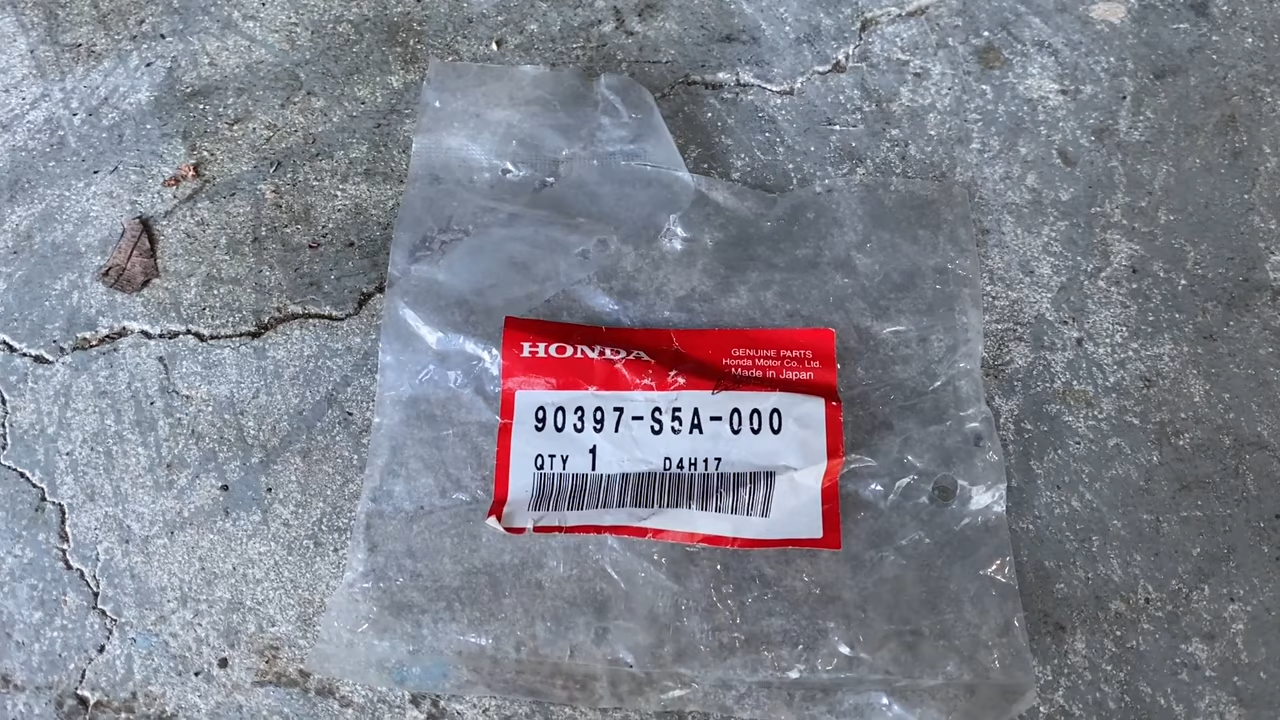 HONDA
GENUINE PARTS
Honda Motor Co., Ltd.
Made in Japan
90397-S5A-000
QTY 1 D4H17